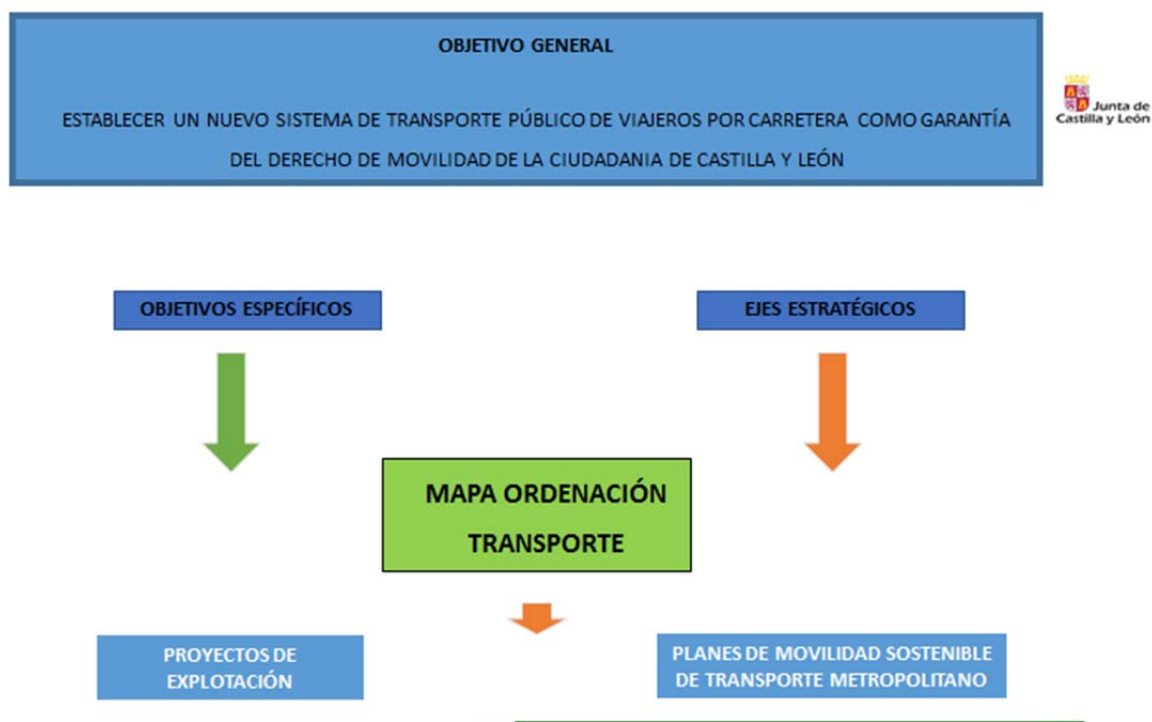 OBJETIVO GENERAL
ESTABLECER UN NUEVO SISTEMA DE TRANSPORTE PÚBLICO DE VIAJEROS POR CARRETERA COMO GARANTÍA
DEL DERECHO DE MOVILIDAD DE LA CIUDADANIA DE CASTILLA Y LEÓN
Junta de
Castilla y León
OBJETIVOS ESPECÍFICOS
EJES ESTRATÉGICOS
MAPA ORDENACIÓN
TRANSPORTE
PROYECTOS DE
EXPLOTACIÓN
PLANES DE MOVILIDAD SOSTENIBLE
DE TRANSPORTE METROPOLITANO